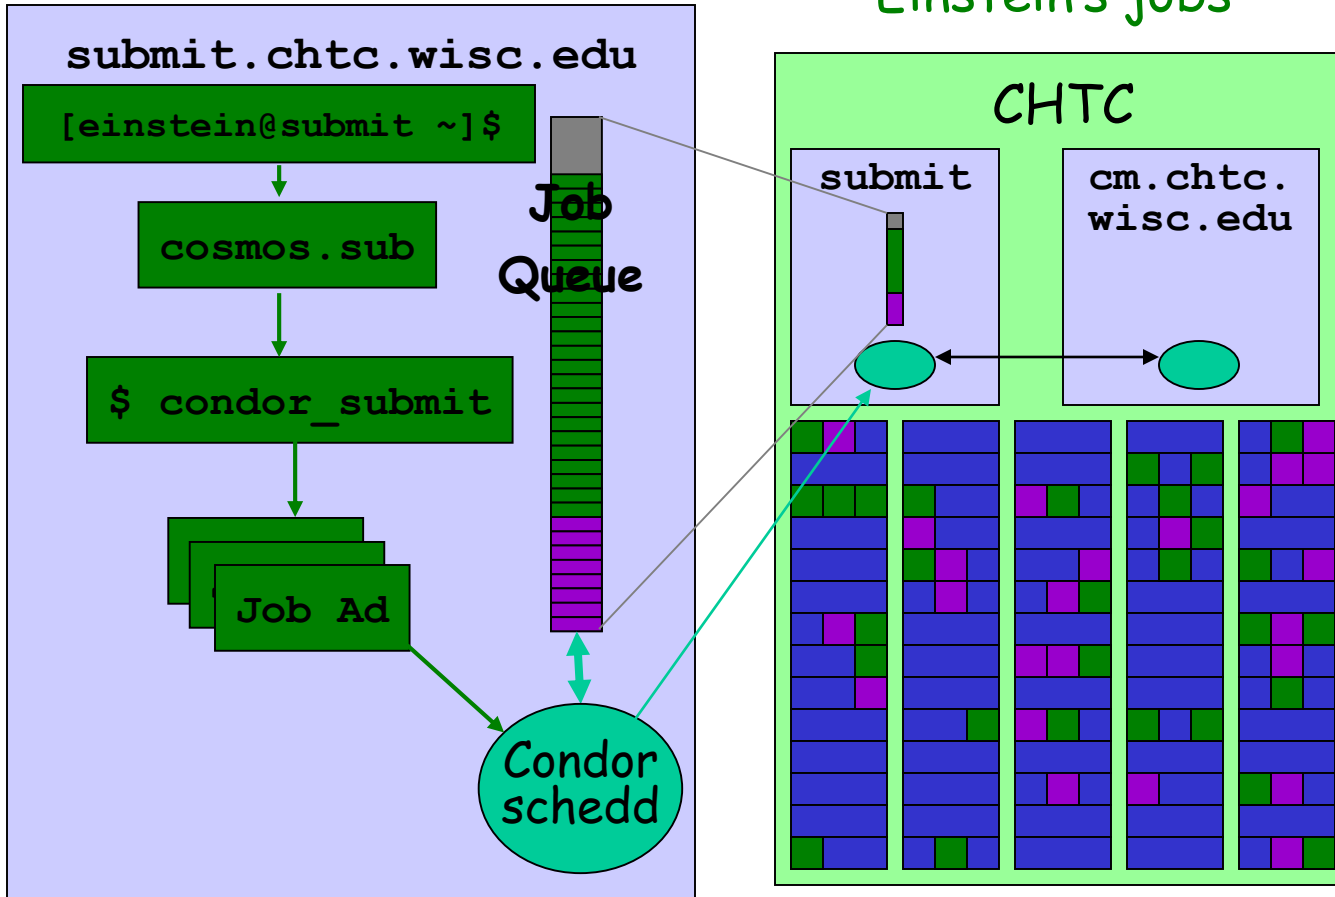 Einstein's jobs
submit.chtc.wisc.edu
[einstein@submit ~]$
cosmos.sub
$ condor_submit
Job Ad
Job
Queue
Condor
schedd
CHTC
submit
cm.chtc.
wisc.edu